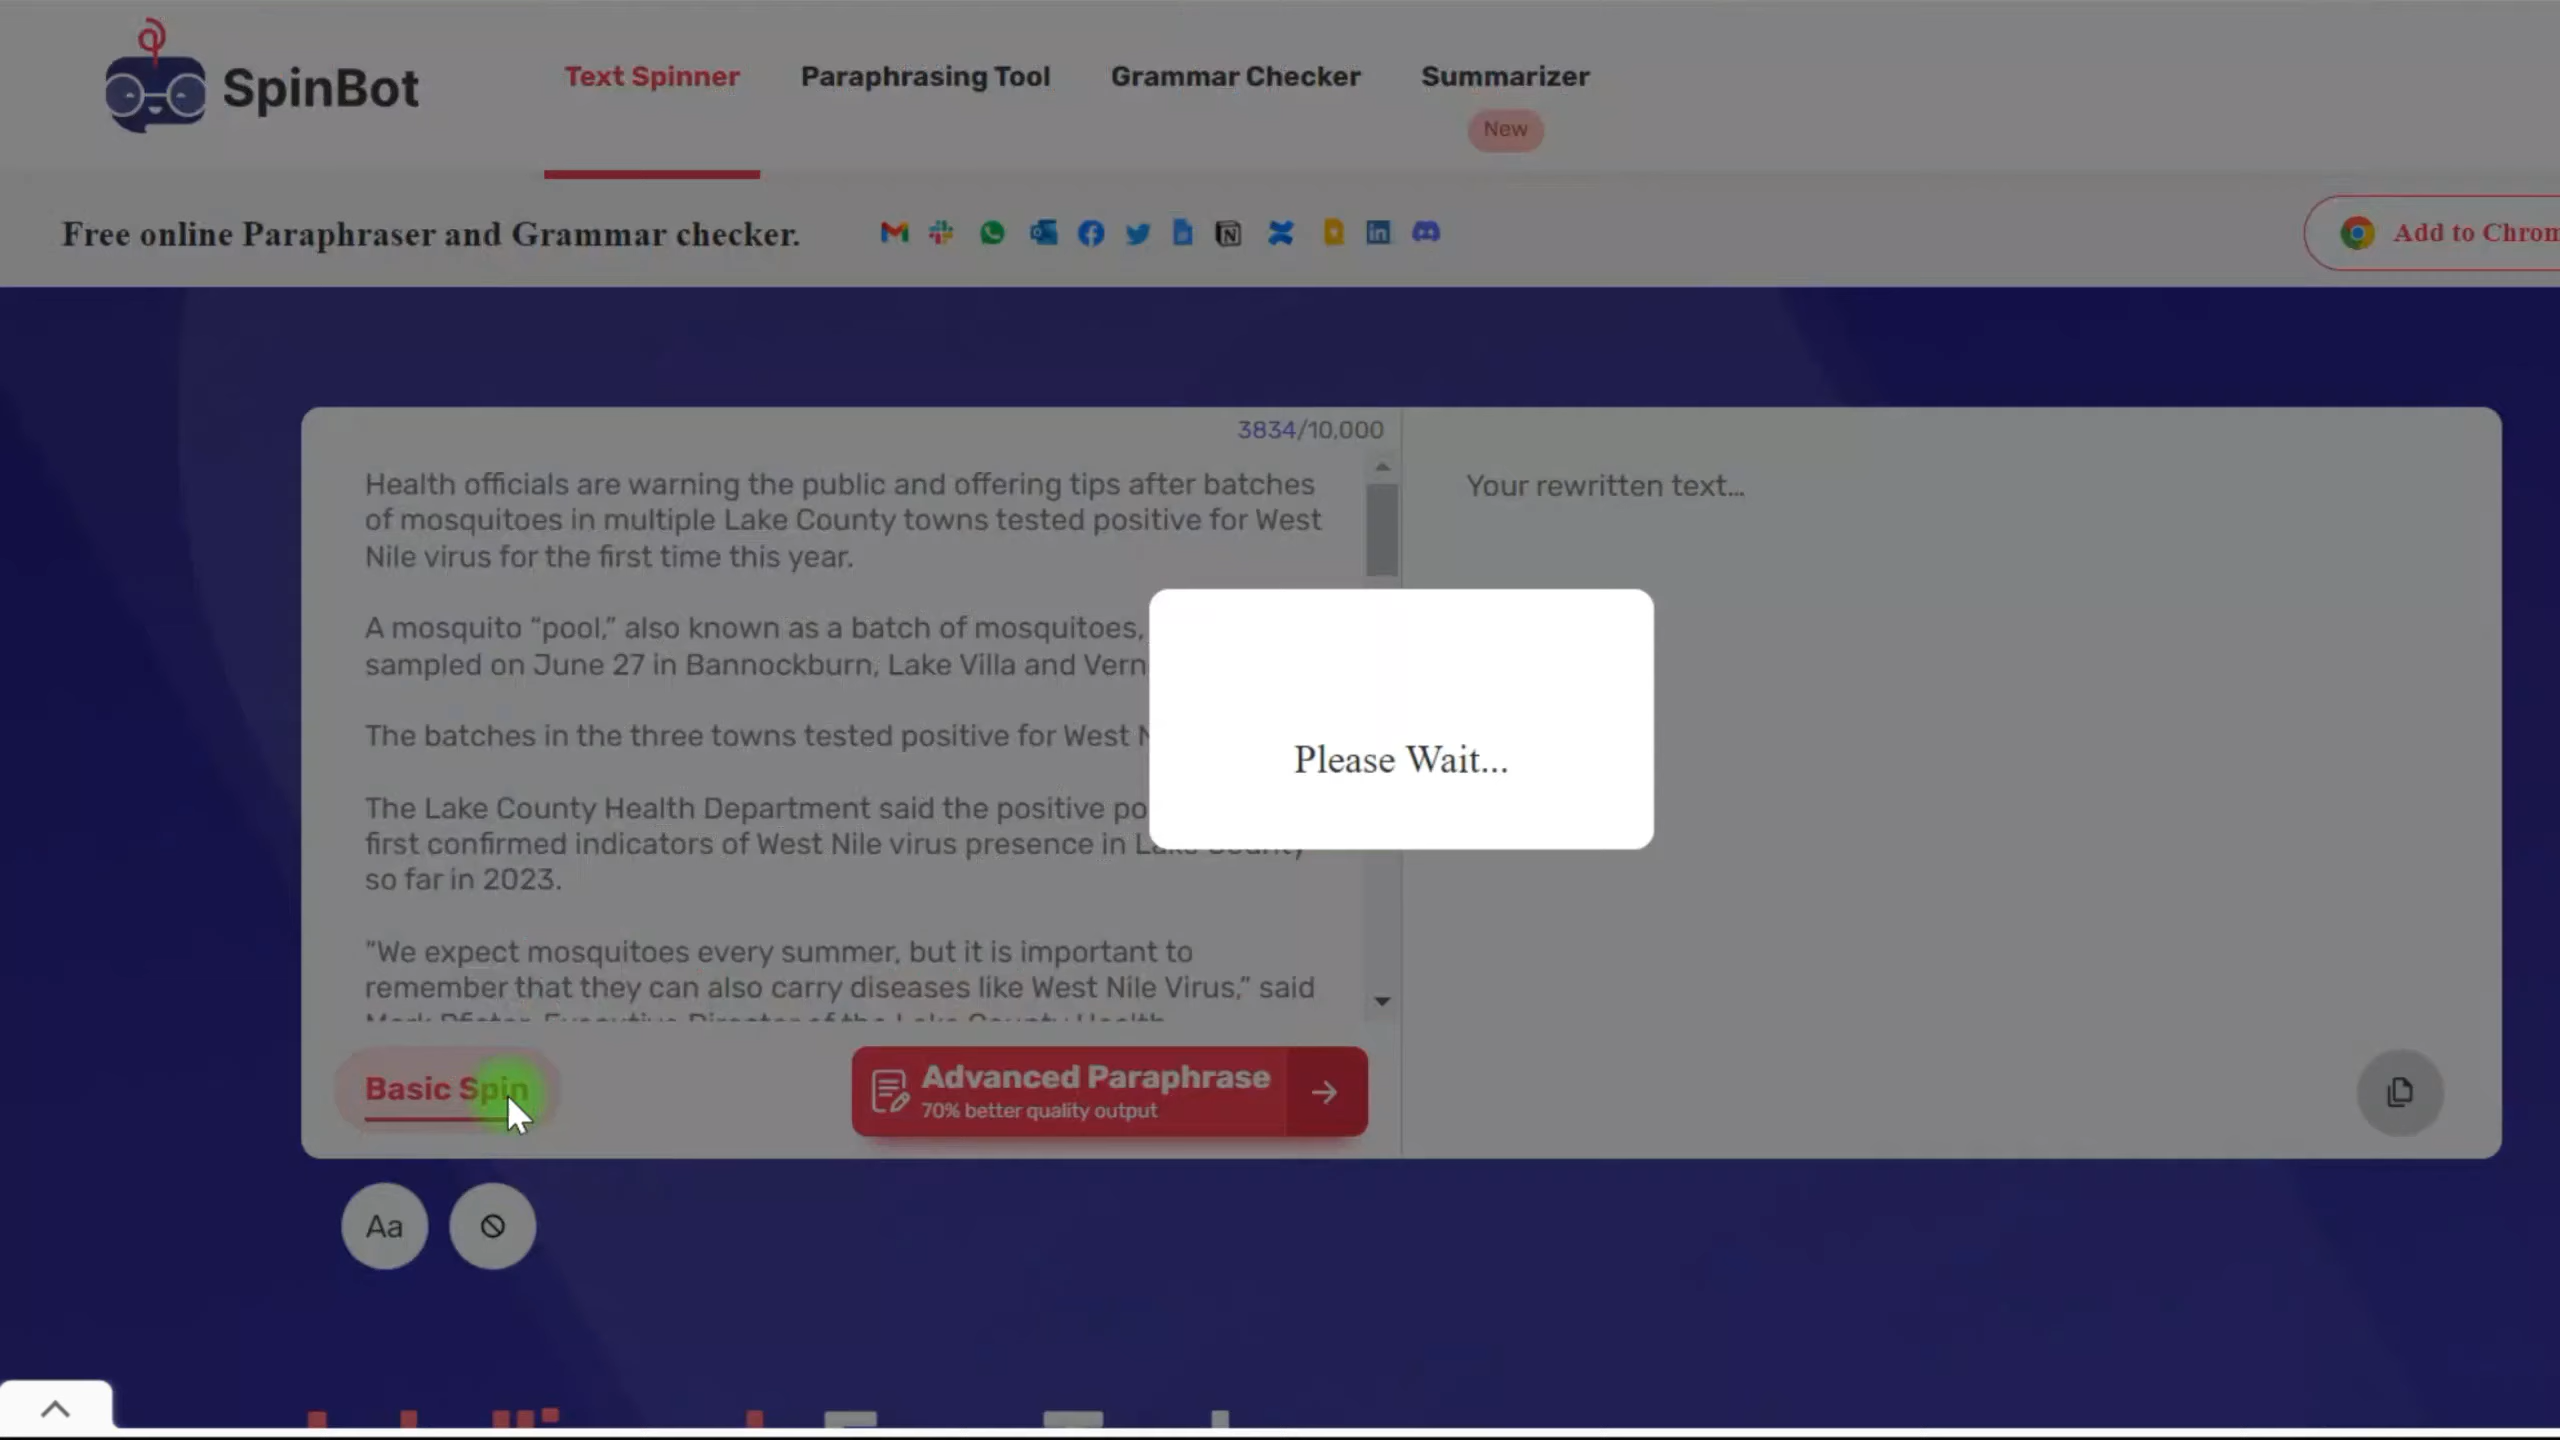 SpinBot
Text Spinner
Paraphrasing Tool
Grammar Checker
Summarizer
New
Free online Paraphraser and Grammar checker.
Add to Chrom
3834/10,000
Health officials are warning the public and offering tips after batches
of mosquitoes in multiple Lake County towns tested positive for West
Nile virus for the first time this year.
A mosquito “pool,” also known as a batch of mosquitoes,
sampled on June 27 in Bannockburn, Lake Villa and Vern
The batches in the three towns tested positive for West N
The Lake County Health Department said the positive po
first confirmed indicators of West Nile virus presence in Lake County
so far in 2023.
“We expect mosquitoes every summer, but it is important to
remember that they can also carry diseases like West Nile Virus,” said
Your rewritten text...
Please Wait...
Basic Spin
Advanced Paraphrase
70% better quality output
Aa